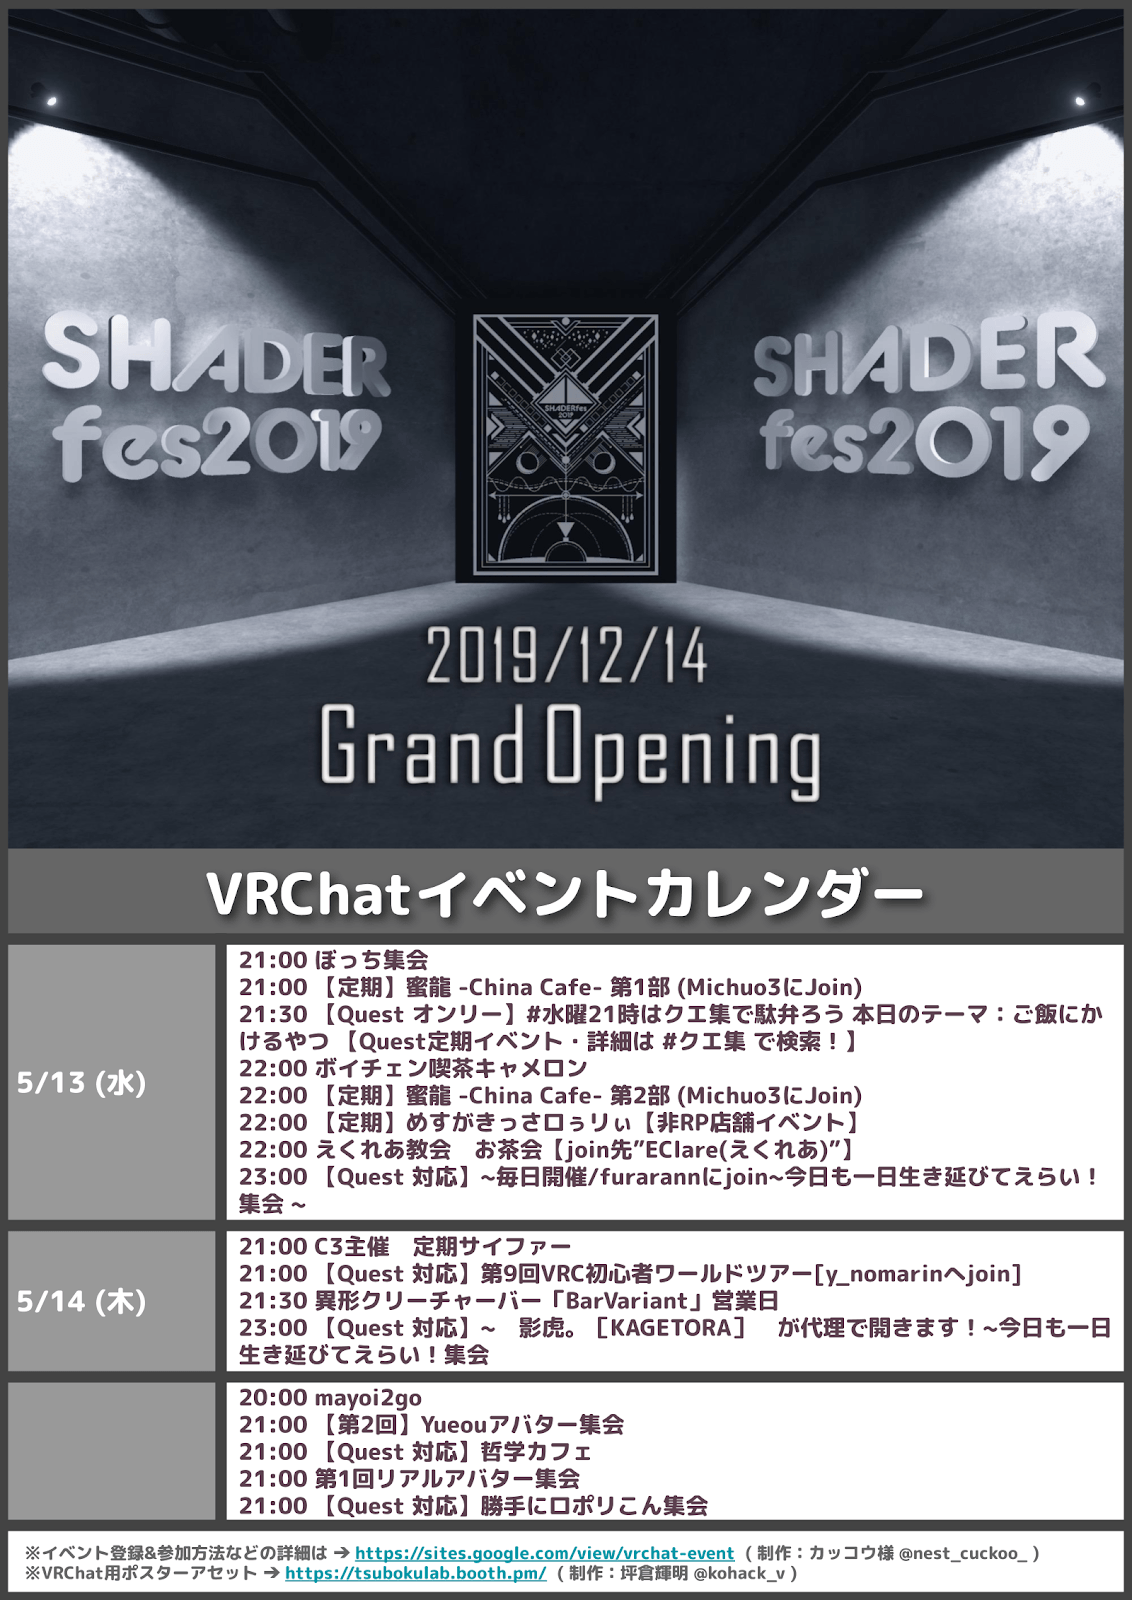 SHADER
fes2019
SHADER
fes2019
SHADERfes
2019
2019/12/14
Grand Opening
VRChatイベントカレンダー
5/13 (水)
21:00 ぼっち集会
21:00 【定期】蜜龍 -China Cafe- 第1部 (Michuo3にJoin)
21:30 【Quest オンリー】#水曜21時はクエ集で駄弁ろう 本日のテーマ：ご飯にか
けるやつ 【Quest定期イベント・詳細は #クエ集 で検索！】
22:00 ボイチェン喫茶キャメロン
22:00 【定期】蜜龍 -China Cafe- 第2部 (Michuo3にJoin)
22:00 【定期】めすがきっさロぅリぃ【非RP店舗イベント】
22:00 えくれあ教会　お茶会【join先”EClare(えくれあ)”】
23:00 【Quest 対応】~毎日開催/furarannにjoin~今日も一日生き延びてえらい！
集会 ~
5/14 (木)
21:00 C3主催　定期サイファー
21:00 【Quest 対応】第9回VRC初心者ワールドツアー[y_nomarinへjoin]
21:30 異形クリーチャーバー「BarVariant」営業日
23:00 【Quest 対応】~　影虎。［KAGETORA］　が代理で開きます！~今日も一日
生き延びてえらい！集会
20:00 mayoi2go
21:00 【第2回】Yueouアバター集会
21:00 【Quest 対応】哲学カフェ
21:00 第1回リアルアバター集会
21:00 【Quest 対応】勝手にロポリこん集会
※イベント登録&参加方法などの詳細は → https://sites.google.com/view/vrchat-event ( 制作：カッコウ様 @nest_cuckoo_ )
※VRChat用ポスターアセット → https://tsubokulab.booth.pm/ ( 制作：坪倉輝明 @kohack_v )